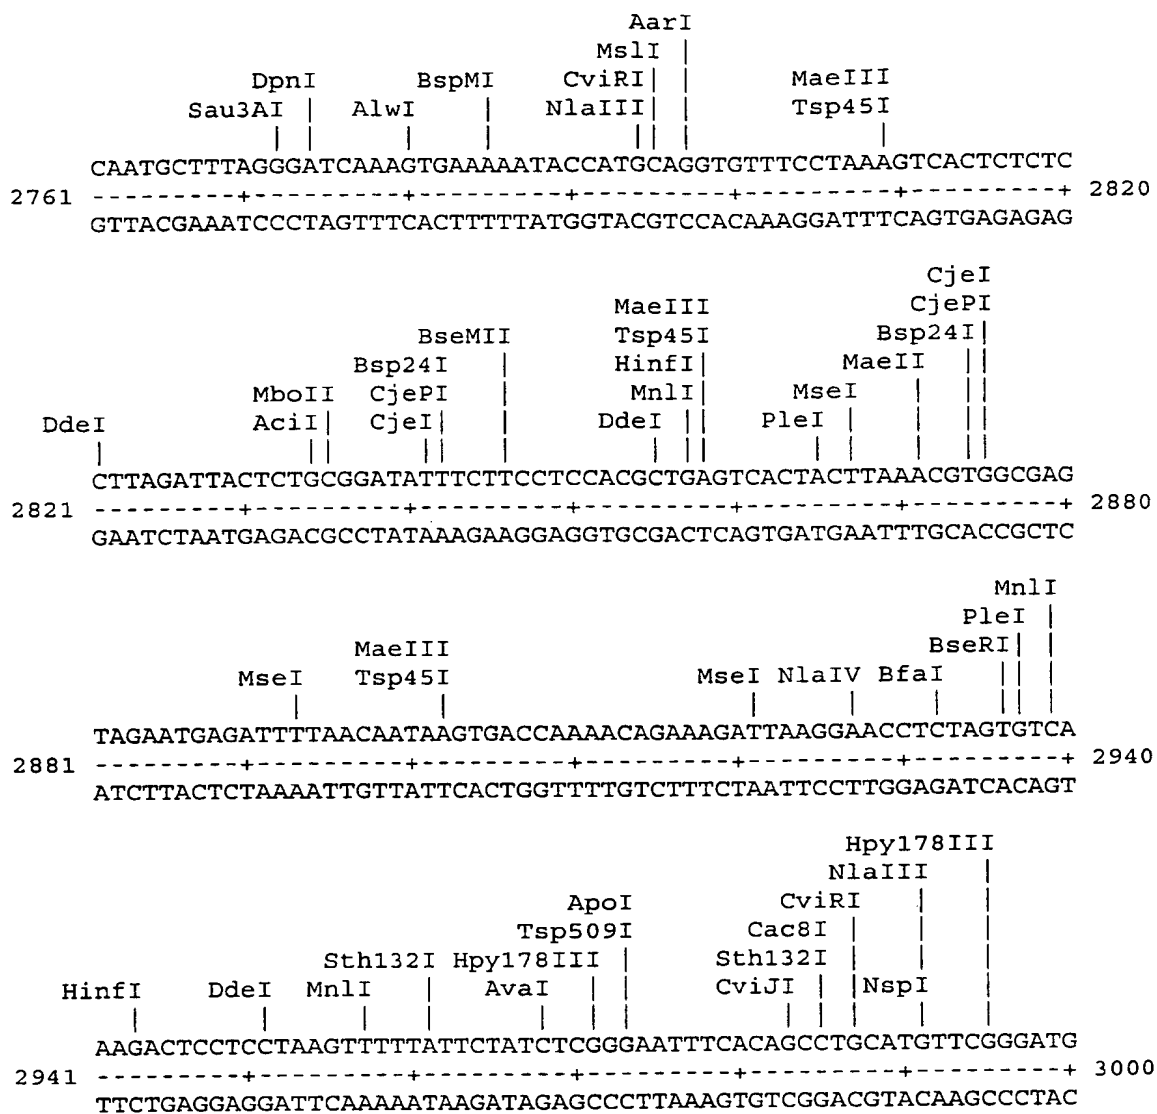 AarI
MslI
DpnI BspMI CviRI MaeIII
Sau3AI AlwI NlaIII Tsp45I
CAATGCTTTAGGGATCAAAGTGAAAAATACCATGCAGGTGTTTCCTAAAGTCACTCTCTC
2761 ---------+---------+---------+---------+---------+---------+ 2820
GTTACGAAATCCCTAGTTTCACTTTTTATGGTACGTCCACAAAGGATTTCAGTGAGAGAG
CjeI
MaeIII CjePI
BseMII Tsp45I Bsp24I
Bsp24I HinfI MaeII
MboII CjePI MnlI MseI
DdeI AciI CjeI DdeI PleI
CTTAGATTACTCTGCGGATATTTCTTCCTCCACGCTGAGTCACTACTTAAACGTGGCGAG
2821 ---------+---------+---------+---------+---------+---------+ 2880
GAATCTAATGAGACGCCTATAAAGAAGGAGGTGCGACTCAGTGATGAATTTGCACCGCTC
MnlI
PleI
MaeIII BseRI
MseI Tsp45I MseI NlaIV BfaI
TAGAATGAGATTTTAACAATAAGTGACCAAAACAGAAAGATTAAGGAACCTCTAGTGTCA
2881 ---------+---------+---------+---------+---------+---------+ 2940
ATCTTACTCTAAAATTGTTATTCACTGGTTTTGTCTTTCTAATTCCTTGGAGATCACAGT
Hpy178III
NlaIII
ApoI CviRI
Tsp509I Cac8I
Sth132I Hpy178III Sth132I
HinfI DdeI MnlI AvaI CviJI NspI
AAGACTCCTCCTAAGTTTTTATTCTATCTCGGGAATTTCACAGCCTGCATGTTCGGGATG
2941 ---------+---------+---------+---------+---------+---------+ 3000
TTCTGAGGAGGATTCAAAAATAAGATAGAGCCCTTAAAGTGTCGGACGTACAAGCCCTAC